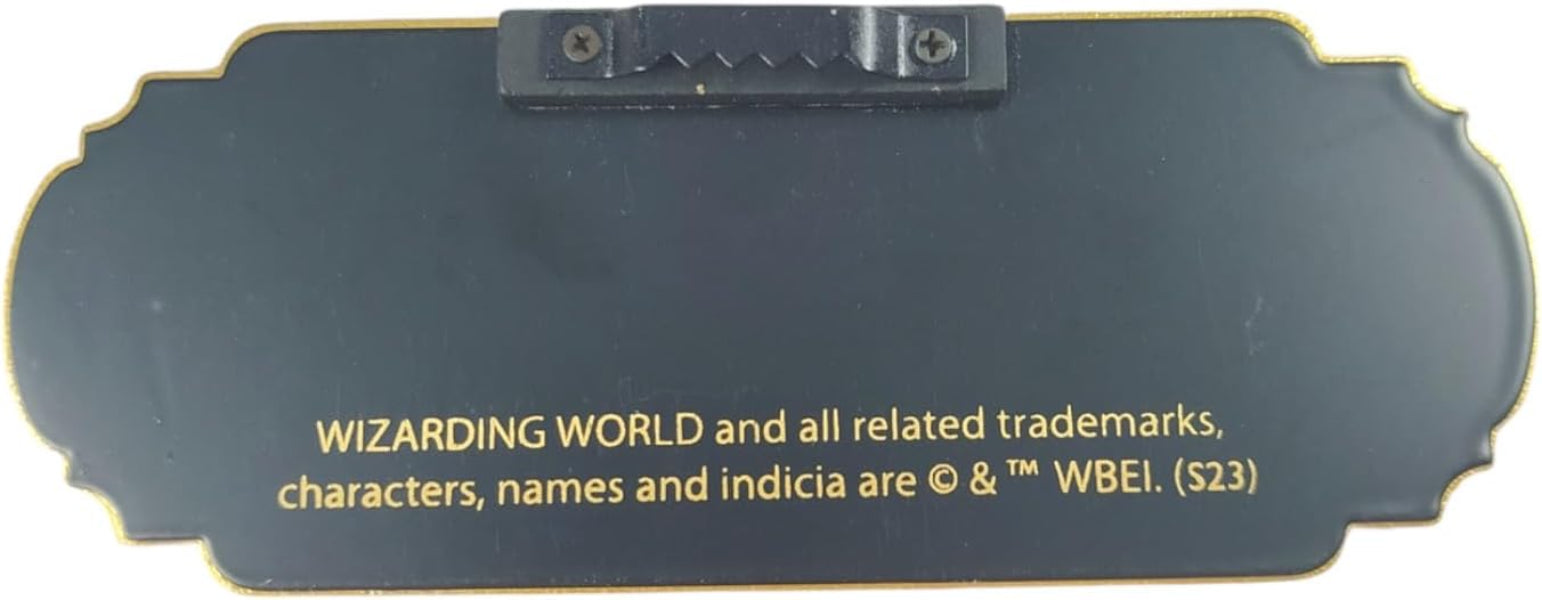 WIZARDING WORLD and all related trademarks,
characters, names and indicia are © & ™ WBEI. (S23)